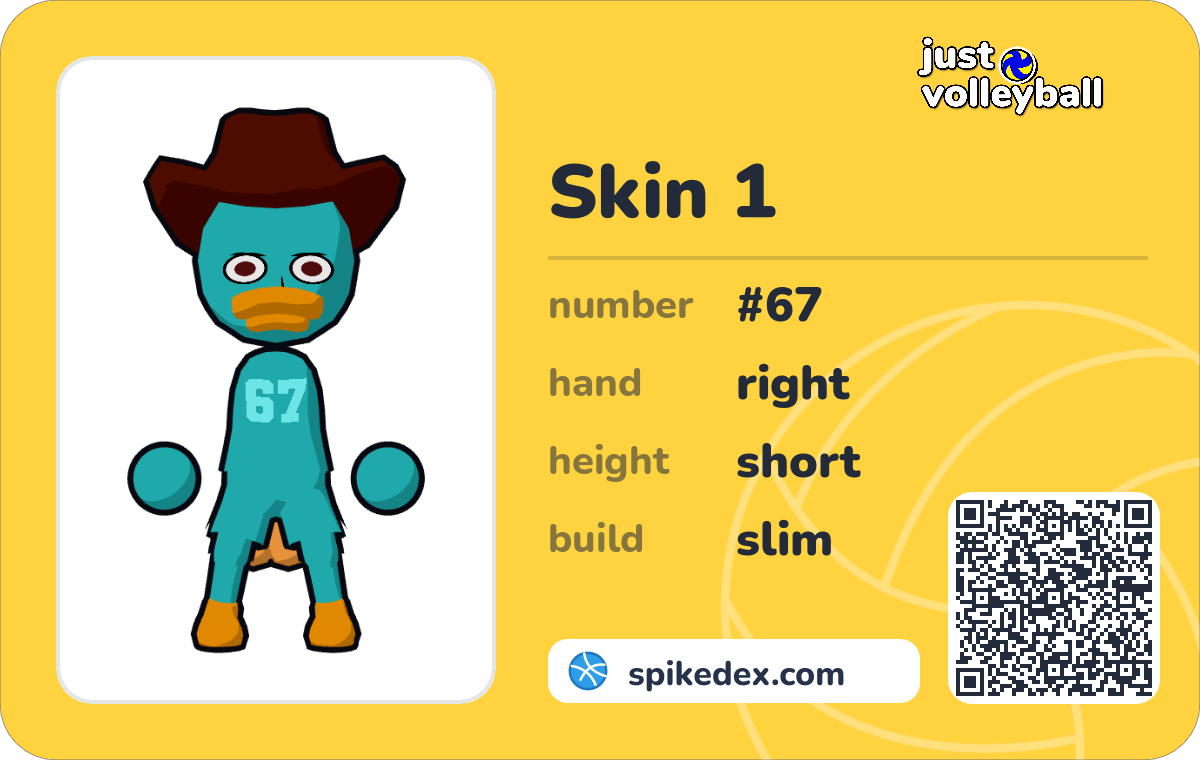 just
volleyball
Skin 1
number #67
hand right
height short
build slim
67
spikedex.com